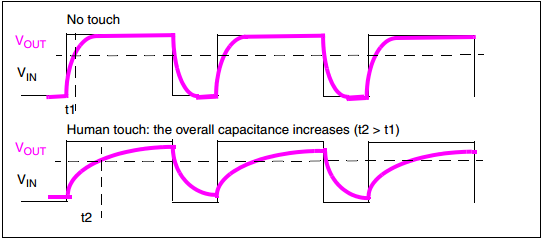 No touch
VOUT
VIN
t1
Human touch: the overall capacitance increases (t2 > t1)
VOUT
VIN
t2